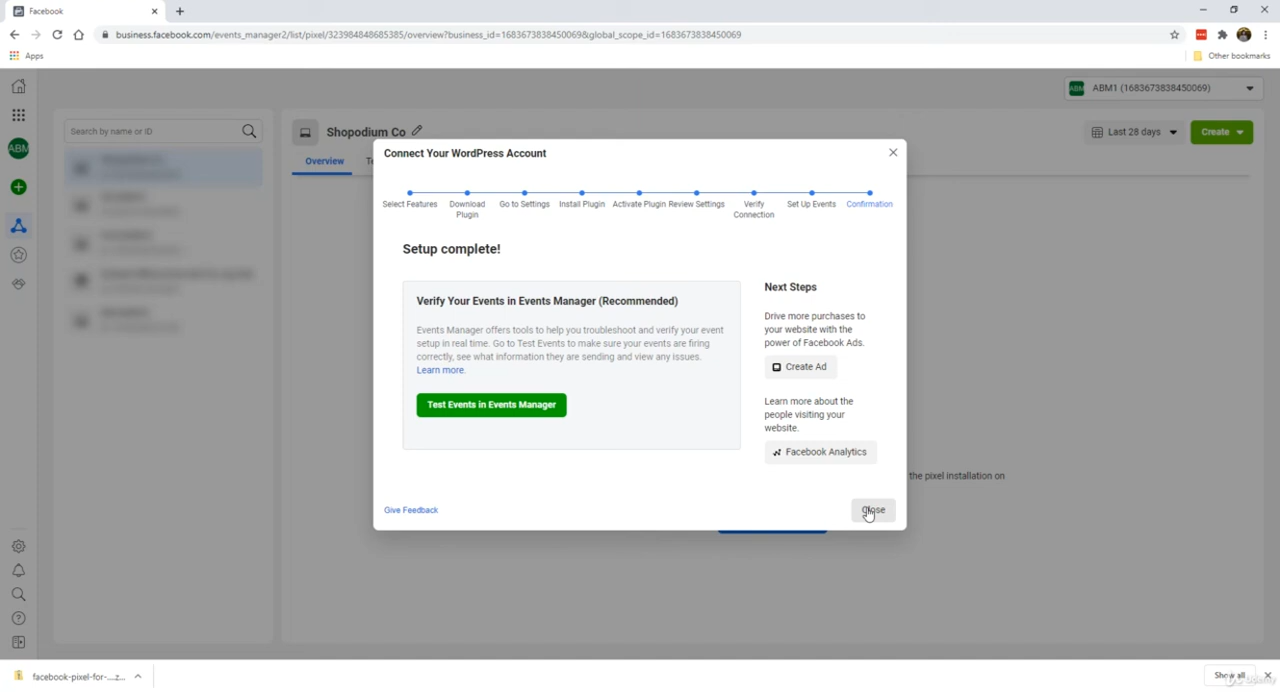 Facebook
business.facebook.com/events_manager2/list/pixel/323984848685385/overview?business_id=1683673838450069&global_scope_id=1683673838450069
Apps
Other bookmarks
ABM
ABM1 (1683673838450069)
Search by name or ID
Shopodium Co
Last 28 days
Create
ABM
Overview
Connect Your WordPress Account
Select Features
Download Plugin
Go to Settings
Install Plugin
Activate Plugin
Review Settings
Verify Connection
Set Up Events
Confirmation
Setup complete!
Verify Your Events in Events Manager (Recommended)
Events Manager offers tools to help you troubleshoot and verify your event
setup in real time. Go to Test Events to make sure your events are firing
correctly, see what information they are sending and view any issues.
Learn more.
Test Events in Events Manager
Next Steps
Drive more purchases to
your website with the
power of Facebook Ads.
Create Ad
Learn more about the
people visiting your
website.
Facebook Analytics
the pixel installation on
Give Feedback
Close
facebook-pixel-for-....z...
Show all
Udemy